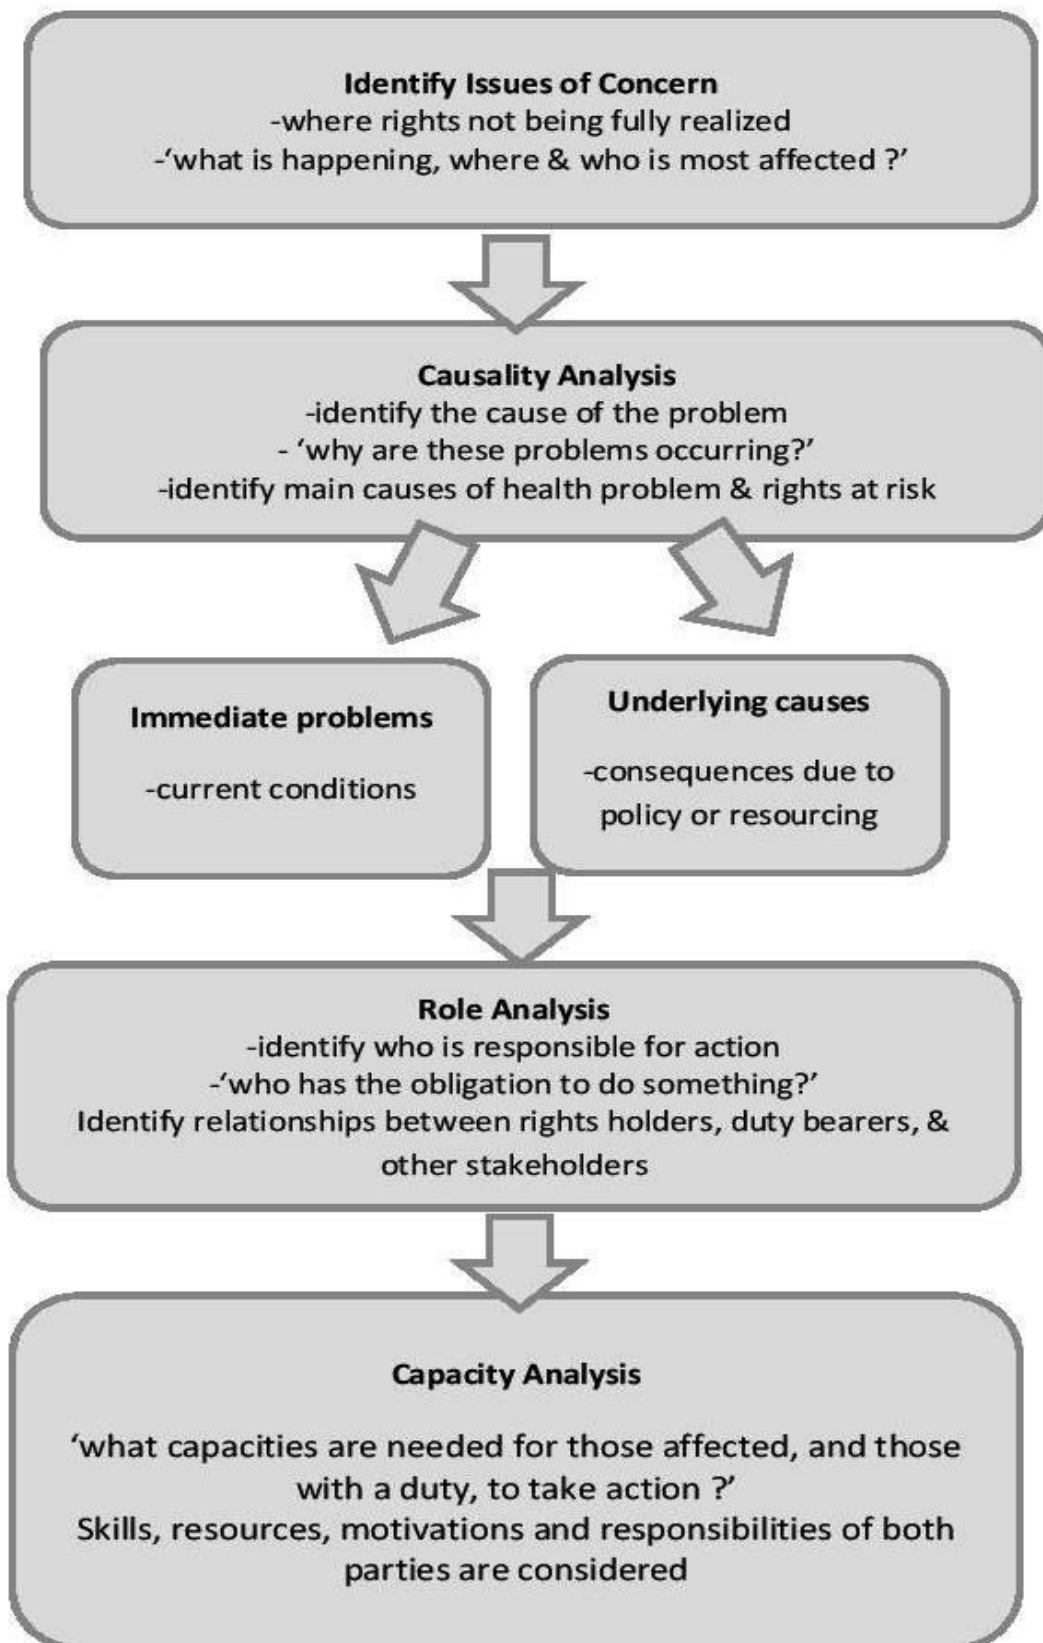 Identify Issues of Concern
-where rights not being fully realized
-‘what is happening, where & who is most affected ?’
Causality Analysis
-identify the cause of the problem
- ‘why are these problems occurring?’
-identify main causes of health problem & rights at risk
Immediate problems
-current conditions
Underlying causes
-consequences due to
policy or resourcing
Role Analysis
-identify who is responsible for action
-‘who has the obligation to do something?’
Identify relationships between rights holders, duty bearers, &
other stakeholders
Capacity Analysis
‘what capacities are needed for those affected, and those
with a duty, to take action ?’
Skills, resources, motivations and responsibilities of both
parties are considered